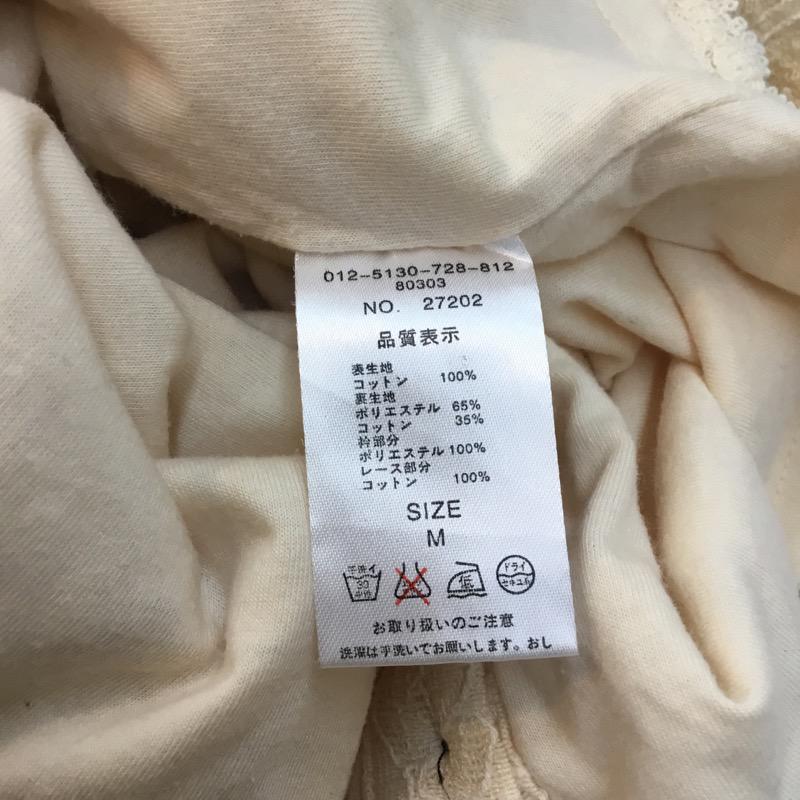 012-5130-728-812
80303
NO. 27202
品質表示
表生地
コットン 100%
裏生地
ポリエステル 65%
コットン 35%
衿部分
ポリエステル 100%
レース部分
コットン 100%
SIZE
M
手洗イ
30
中性
低
ドライ
セキユ系
お取り扱いのご注意
洗濯は手洗いでお願いします。おし